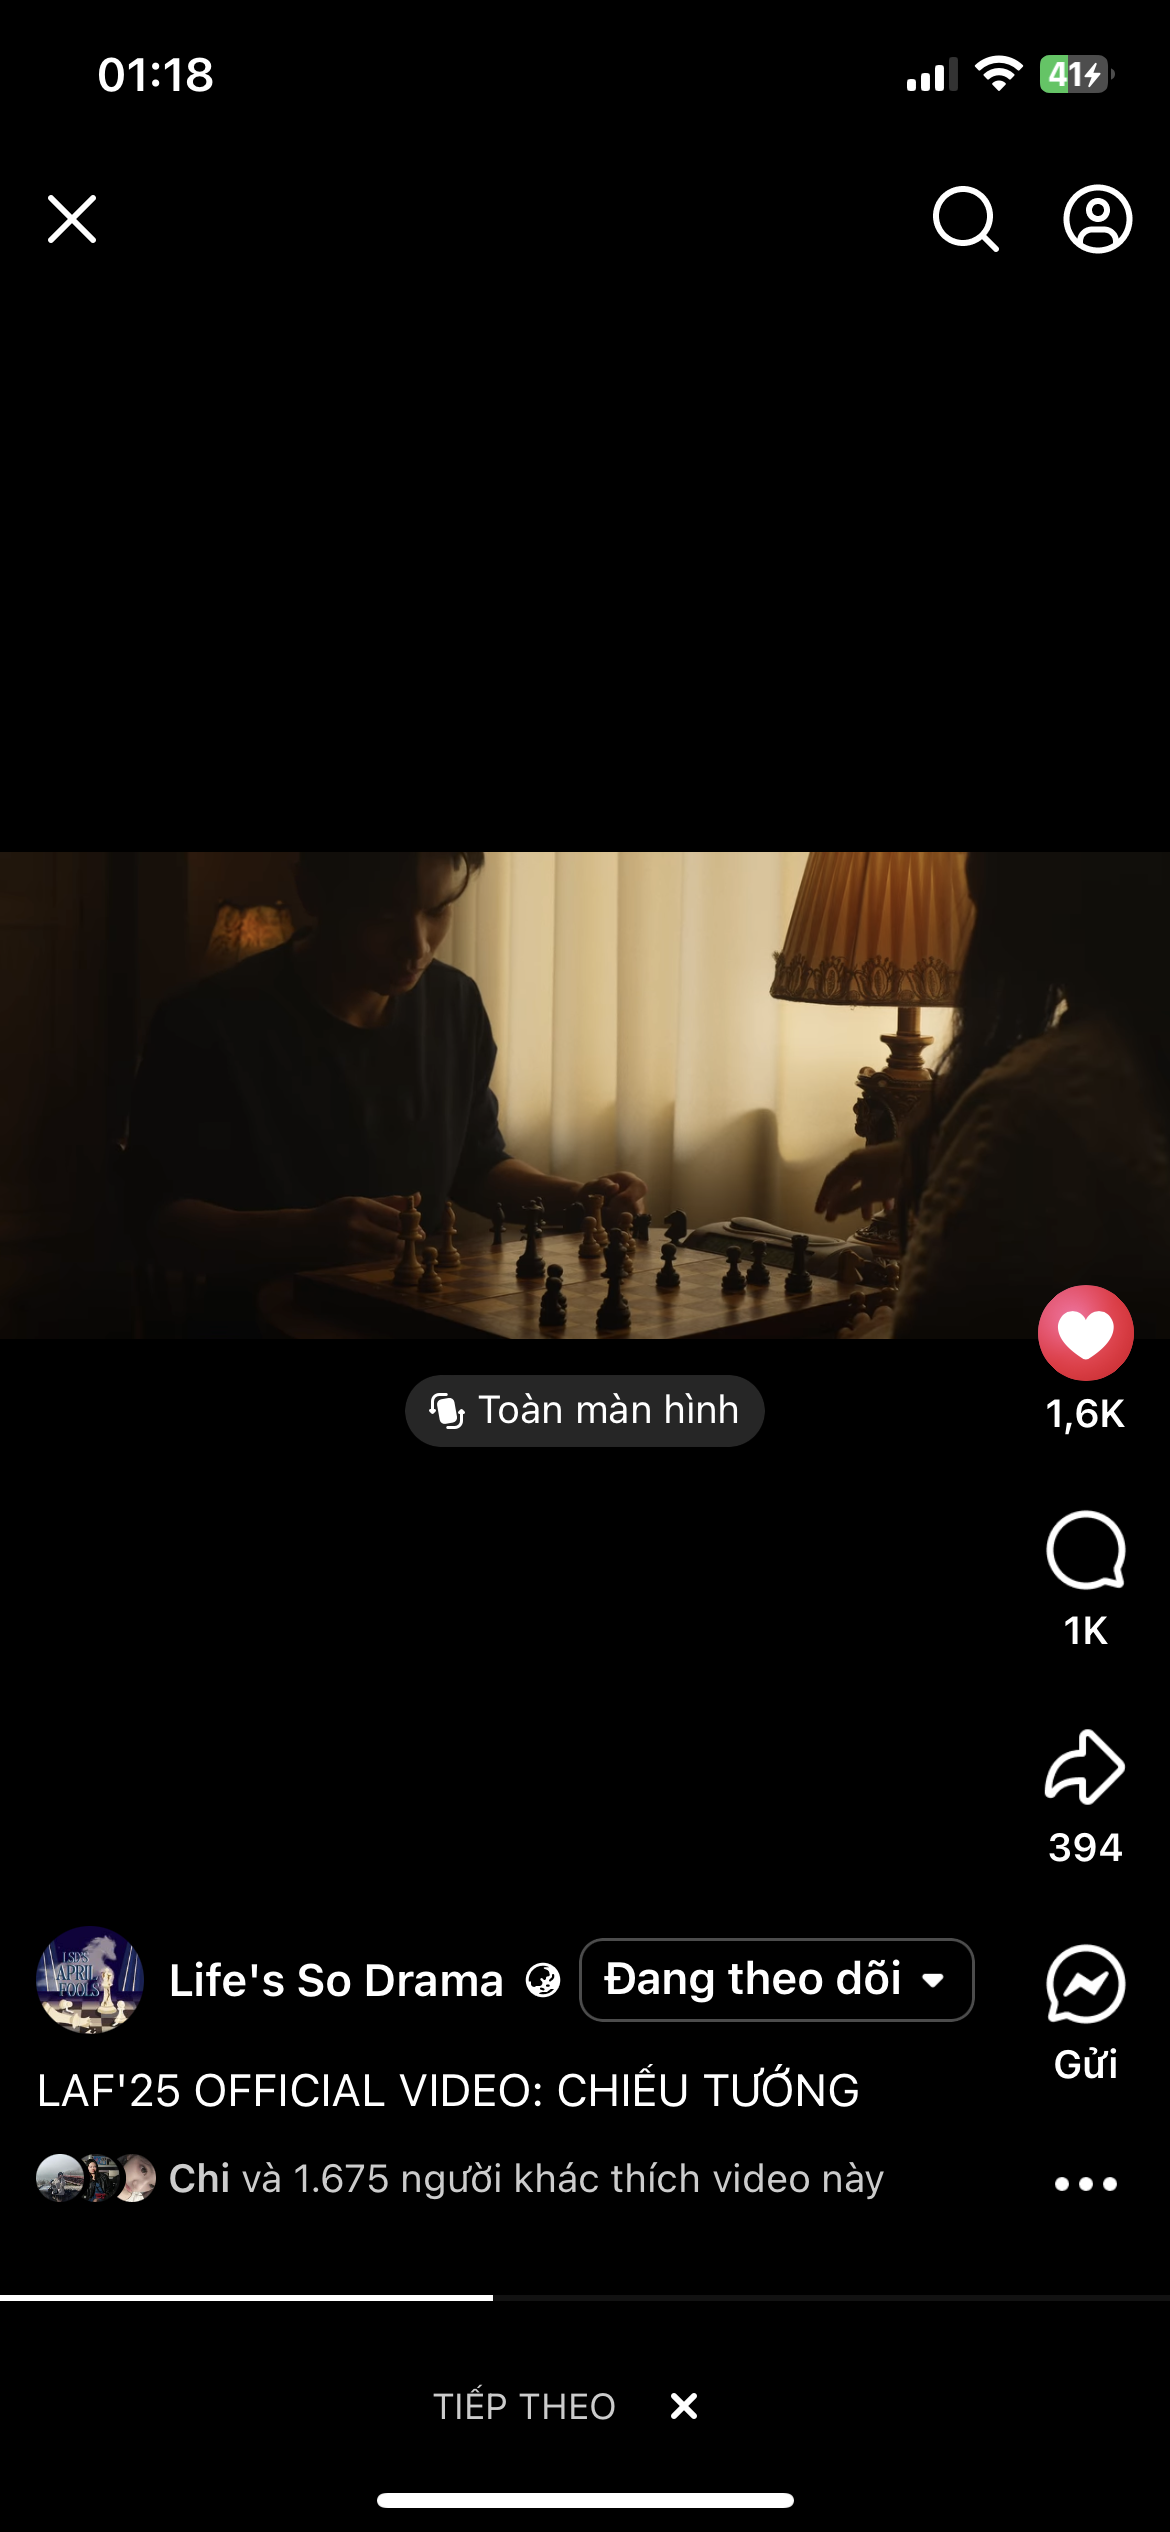 01:18
41
Toàn màn hình
1,6K
1K
394
LSD'S
APRIL
FOOLS
Life's So Drama
Đang theo dõi
Gửi
LAF'25 OFFICIAL VIDEO: CHIẾU TƯỚNG
Chi và 1.675 người khác thích video này
TIẾP THEO